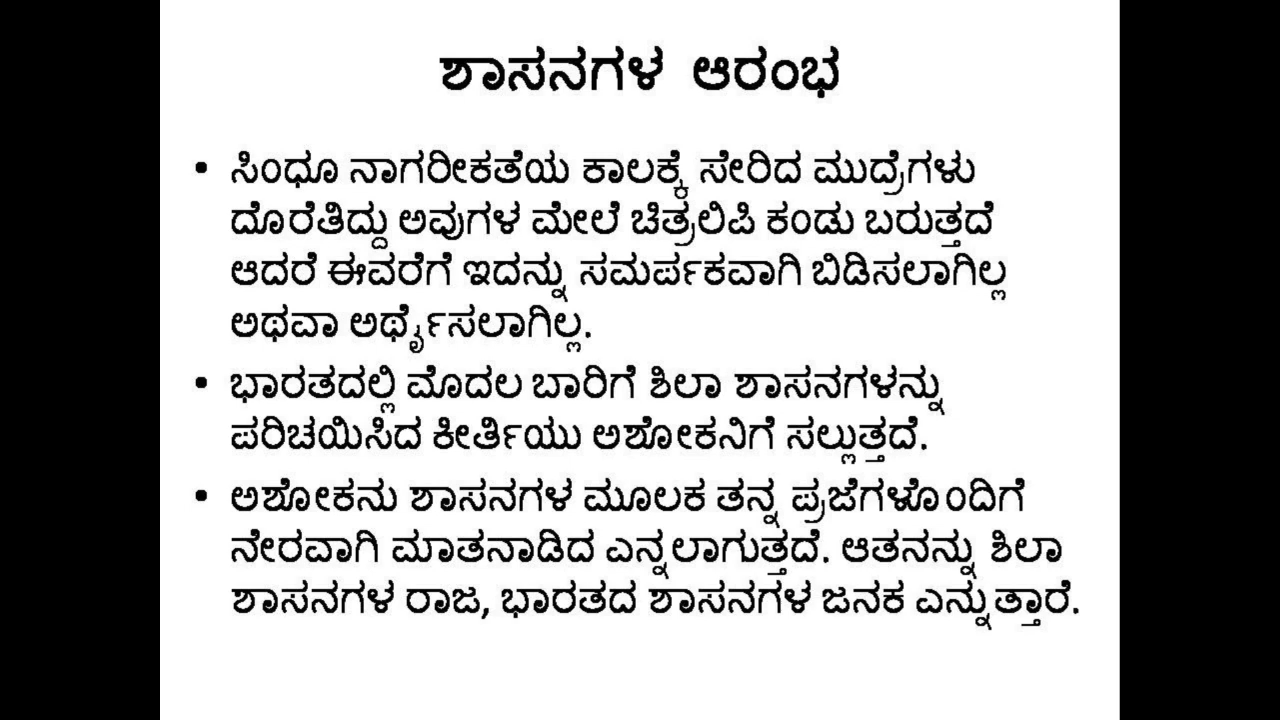 ಶಾಸನಗಳ ಆರಂಭ
• ಸಿಂಧೂ ನಾಗರೀಕತೆಯ ಕಾಲಕ್ಕೆ ಸೇರಿದ ಮುದ್ರೆಗಳು
ದೊರೆತಿದ್ದು ಅವುಗಳ ಮೇಲೆ ಚಿತ್ರಲಿಪಿ ಕಂಡು ಬರುತ್ತದೆ
ಆದರೆ ಈವರೆಗೆ ಇದನ್ನು ಸಮರ್ಪಕವಾಗಿ ಬಿಡಿಸಲಾಗಿಲ್ಲ
ಅಥವಾ ಅರ್ಥೈಸಲಾಗಿಲ್ಲ.
• ಭಾರತದಲ್ಲಿ ಮೊದಲ ಬಾರಿಗೆ ಶಿಲಾ ಶಾಸನಗಳನ್ನು
ಪರಿಚಯಿಸಿದ ಕೀರ್ತಿಯು ಅಶೋಕನಿಗೆ ಸಲ್ಲುತ್ತದೆ.
• ಅಶೋಕನು ಶಾಸನಗಳ ಮೂಲಕ ತನ್ನ ಪ್ರಜೆಗಳೊಂದಿಗೆ
ನೇರವಾಗಿ ಮಾತನಾಡಿದ ಎನ್ನಲಾಗುತ್ತದೆ. ಆತನನ್ನು ಶಿಲಾ
ಶಾಸನಗಳ ರಾಜ, ಭಾರತದ ಶಾಸನಗಳ ಜನಕ ಎನ್ನುತ್ತಾರೆ.